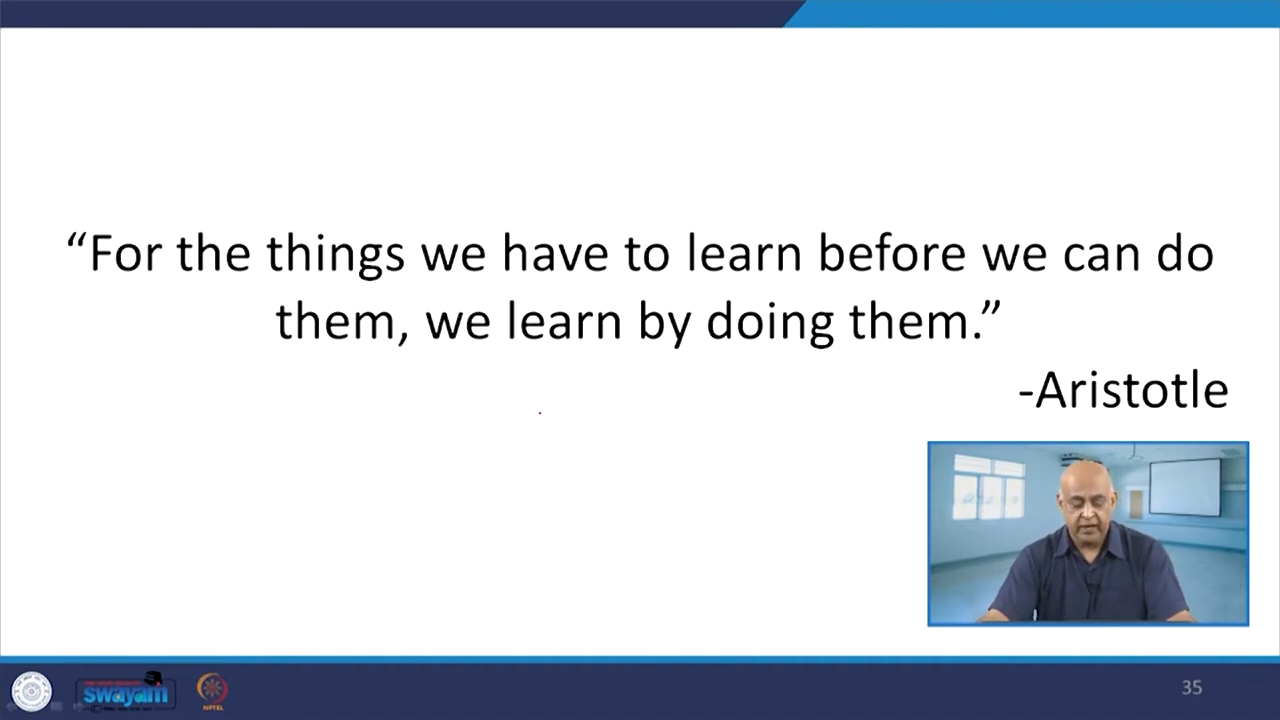 “For the things we have to learn before we can do
them, we learn by doing them.”
-Aristotle
swayam
NPTEL
35